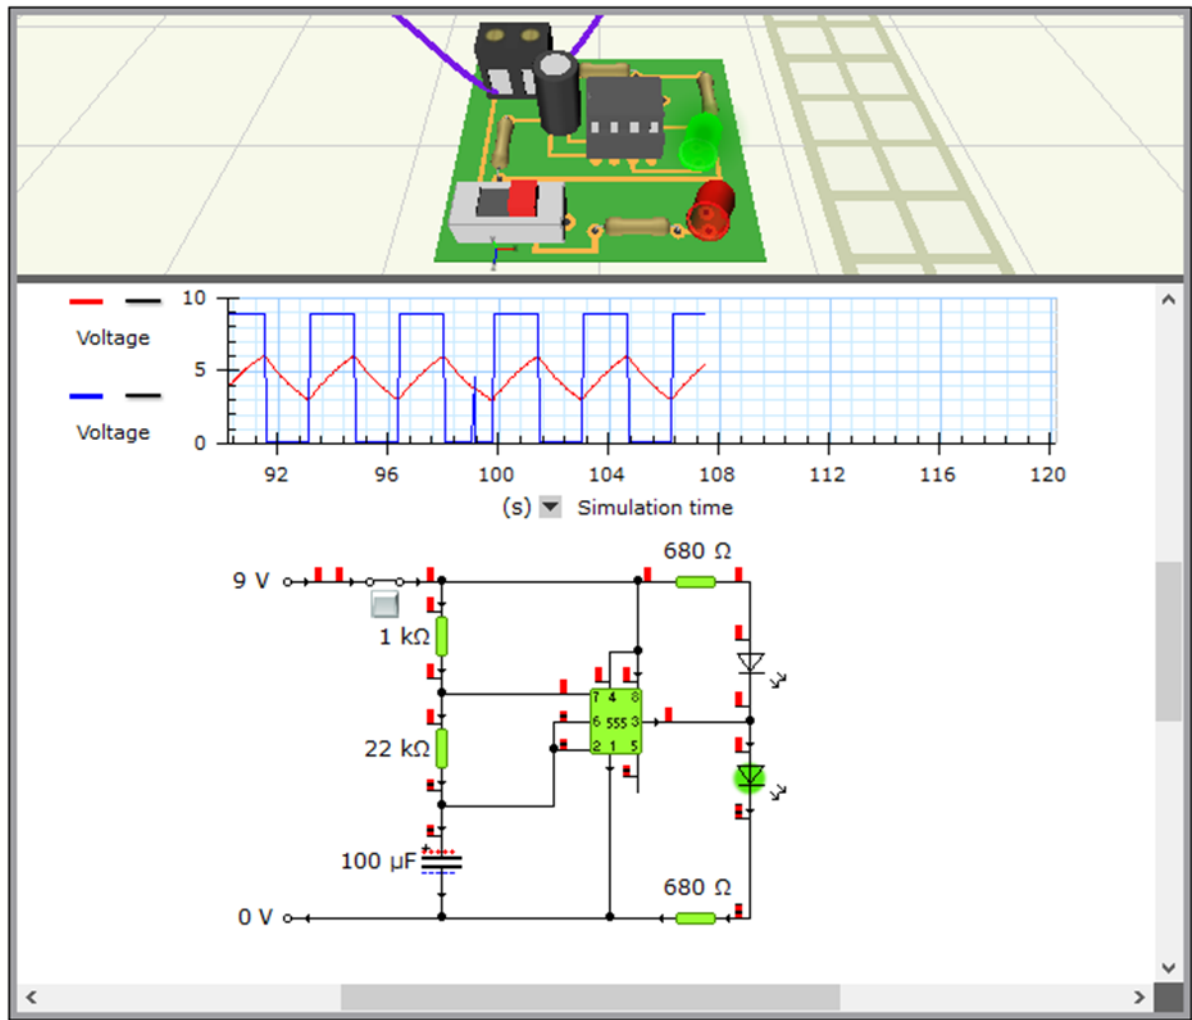 10
Voltage
5
Voltage
0
92 96 100 104 108 112 116 120
(s) Simulation time
680 Ω
9 V
1 kΩ
7 4 8
6 555 3
2 1 5
22 kΩ
+
100 µF
680 Ω
0 V